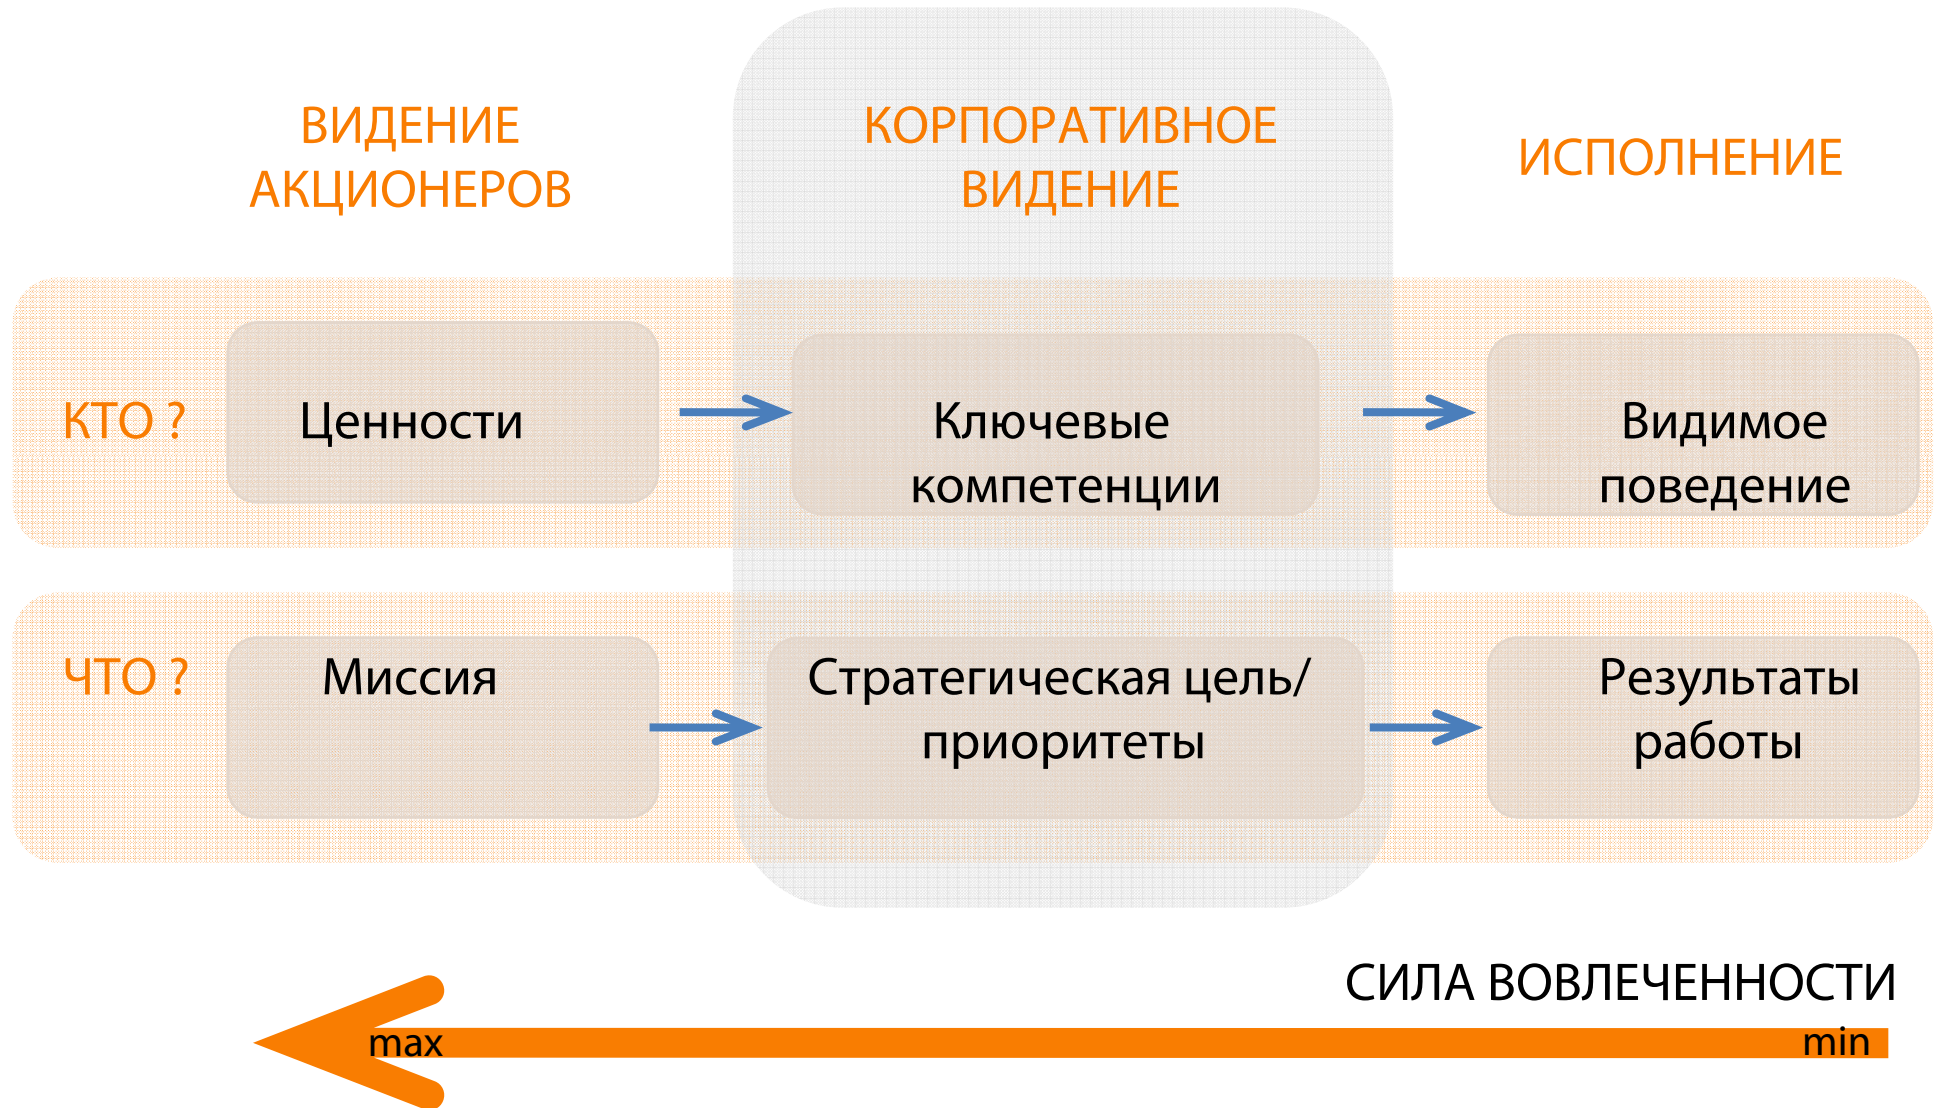 ВИДЕНИЕ
АКЦИОНЕРОВ
КОРПОРАТИВНОЕ
ВИДЕНИЕ
ИСПОЛНЕНИЕ
КТО ?
Ценности
Ключевые
компетенции
Видимое
поведение
ЧТО ?
Миссия
Стратегическая цель/
приоритеты
Результаты
работы
СИЛА ВОВЛЕЧЕННОСТИ
max
min